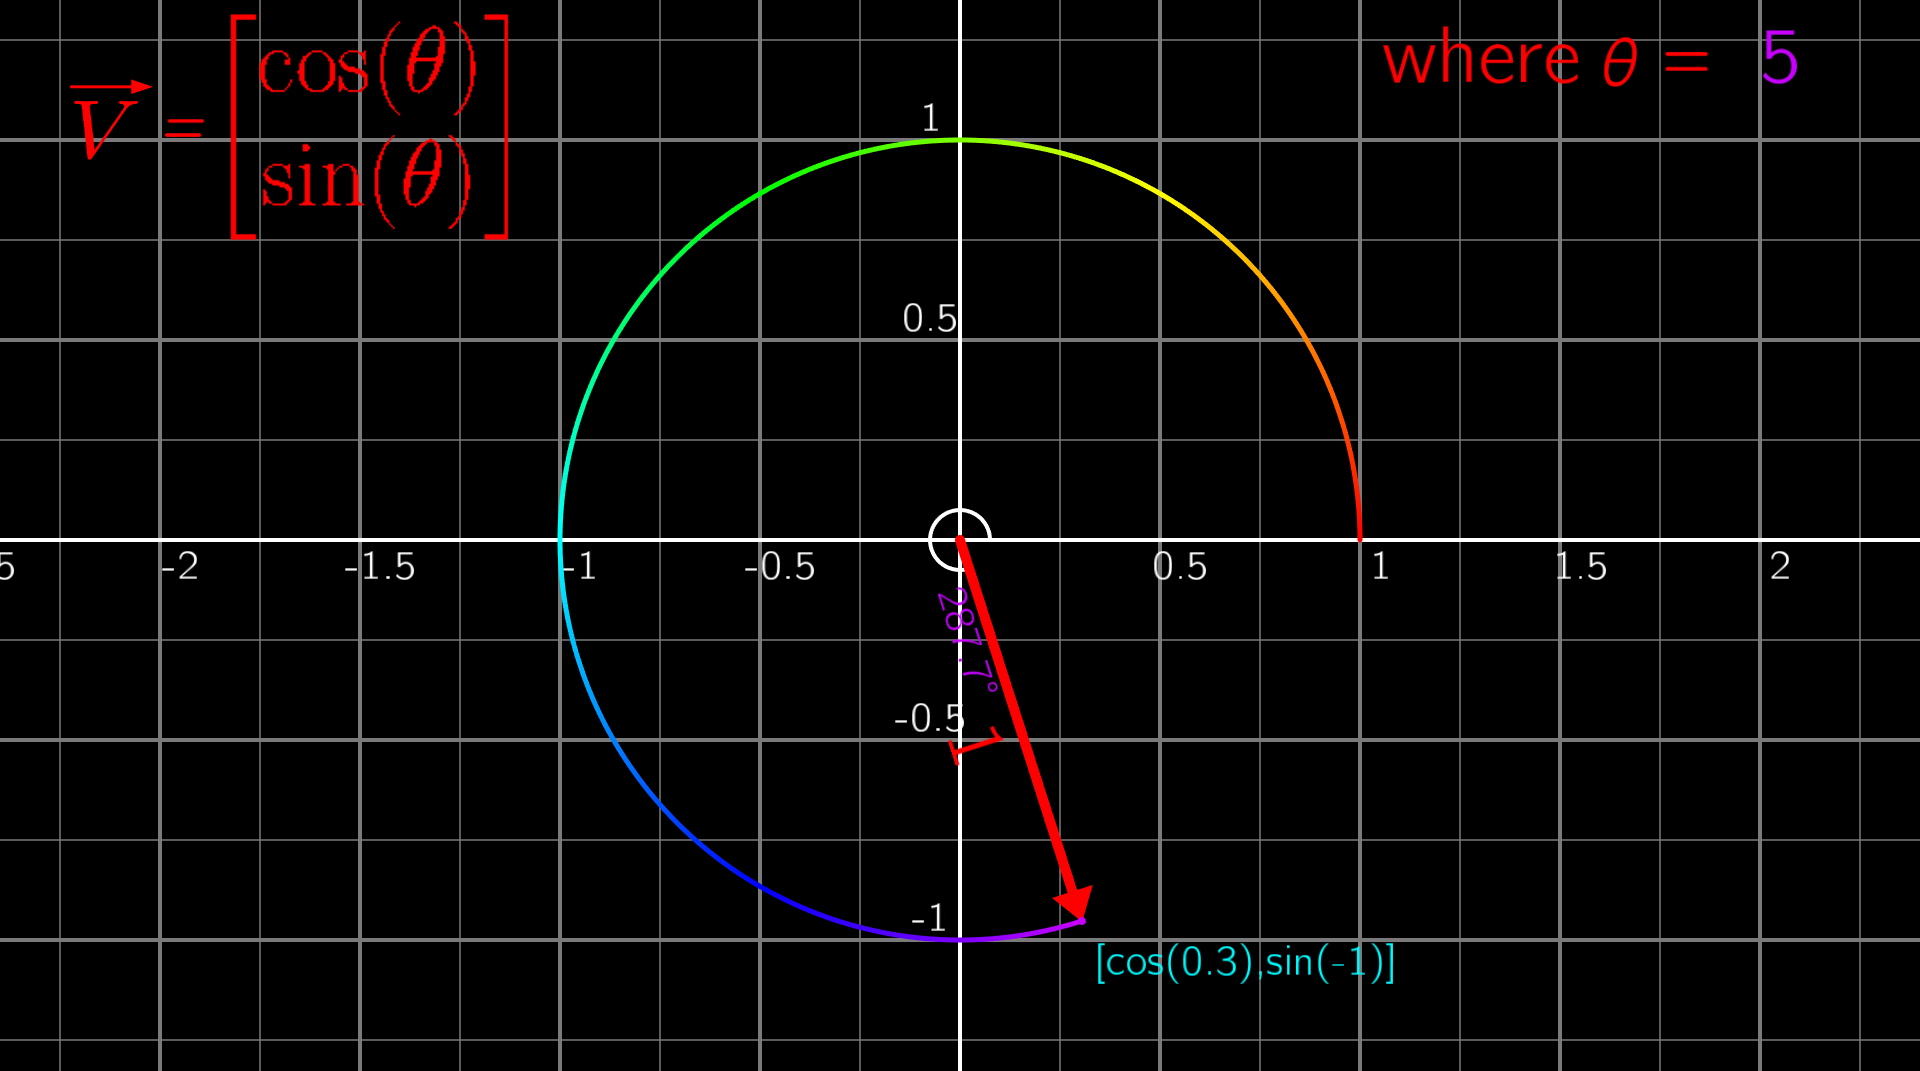 V = [cos(θ)
sin(θ)]
where θ = 5
1
0.5
5 -2 -1.5 -1 -0.5 0.5 1 1.5 2
287.7°
-0.5
1
-1
[cos(0.3),sin(-1)]